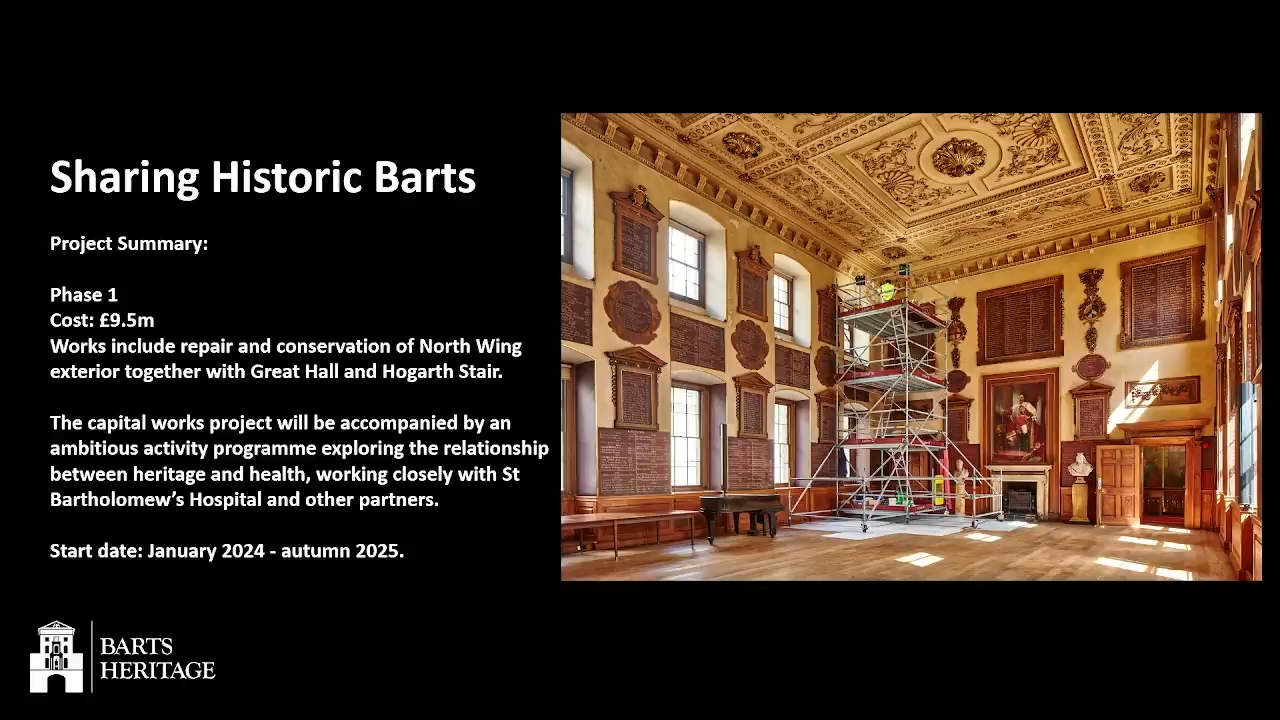 Sharing Historic Barts
Project Summary:
Phase 1
Cost: £9.5m
Works include repair and conservation of North Wing
exterior together with Great Hall and Hogarth Stair.
The capital works project will be accompanied by an
ambitious activity programme exploring the relationship
between heritage and health, working closely with St
Bartholomew’s Hospital and other partners.
Start date: January 2024 - autumn 2025.
BARTS
HERITAGE